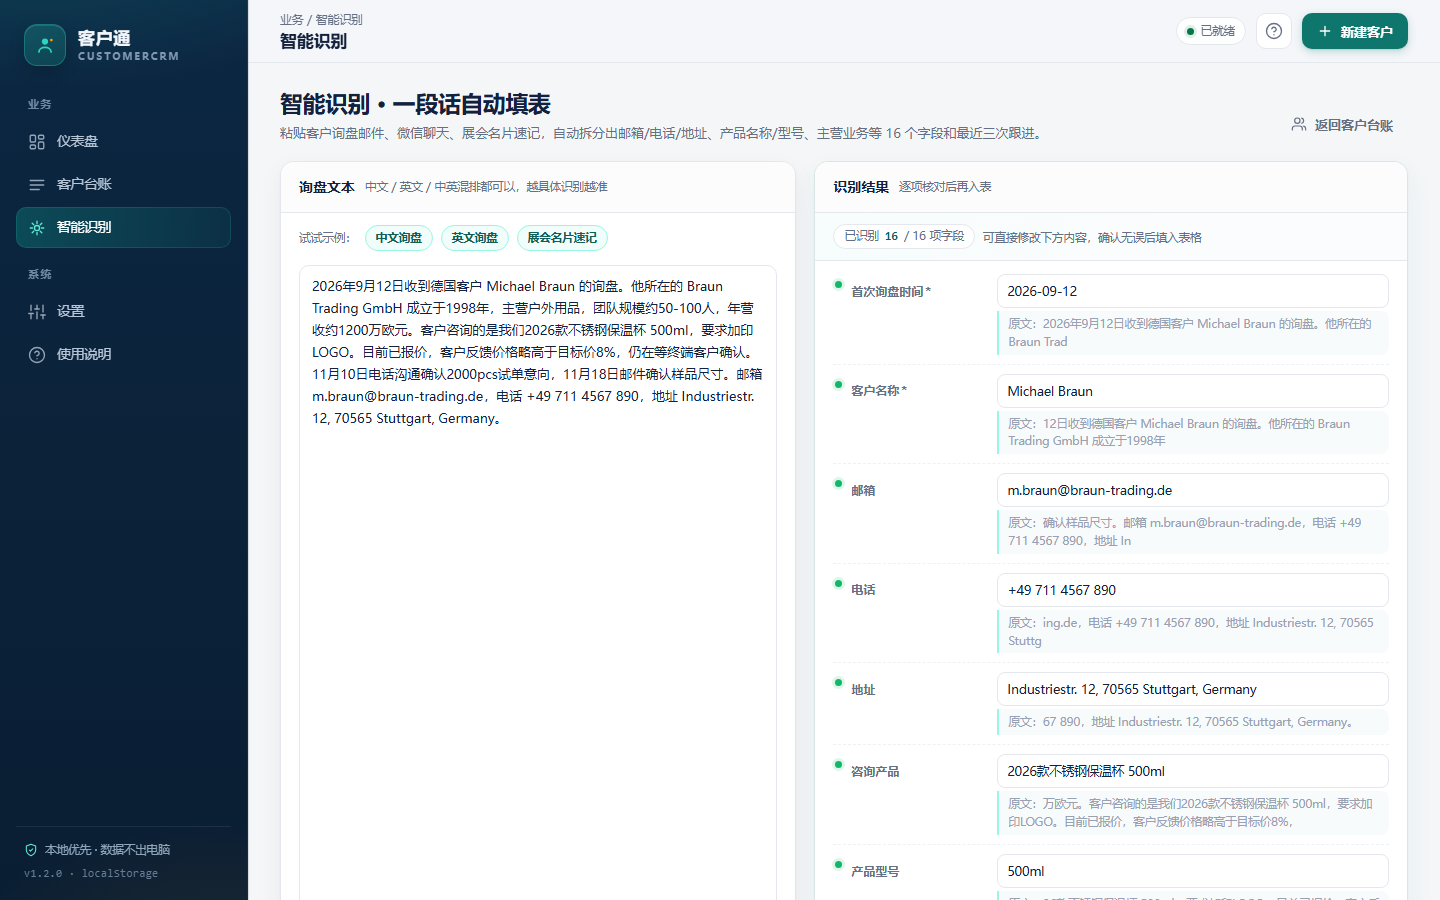 客户通
CUSTOMERCRM
业务
仪表盘
客户台账
智能识别
系统
设置
使用说明
本地优先 · 数据不出电脑
v1.2.0 · localStorage
业务 / 智能识别
智能识别
已就绪
新建客户
智能识别 • 一段话自动填表
粘贴客户询盘邮件、微信聊天、展会名片速记，自动拆分出邮箱/电话/地址、产品名称/型号、主营业务等 16 个字段和最近三次跟进。
返回客户台账
询盘文本 中文 / 英文 / 中英混排都可以，越具体识别越准
试试示例: 中文询盘 英文询盘 展会名片速记
2026年9月12日收到德国客户 Michael Braun 的询盘。他所在的 Braun
Trading GmbH 成立于1998年，主营户外用品，团队规模约50-100人，年营
收约1200万欧元。客户咨询的是我们2026款不锈钢保温杯 500ml，要求加印
LOGO。目前已报价，客户反馈价格略高于目标价8%，仍在等终端客户确认。
11月10日电话沟通确认2000pcs试单意向，11月18日邮件确认样品尺寸。邮箱
m.braun@braun-trading.de，电话 +49 711 4567 890，地址 Industriestr.
12, 70565 Stuttgart, Germany。
识别结果 逐项核对后再入表
已识别 16 / 16 项字段 可直接修改下方内容，确认无误后填入表格
首次询盘时间 *
2026-09-12
原文：2026年9月12日收到德国客户 Michael Braun 的询盘。他所在的
Braun Trad
客户名称 *
Michael Braun
原文：12日收到德国客户 Michael Braun 的询盘。他所在的 Braun
Trading GmbH 成立于1998年
邮箱
m.braun@braun-trading.de
原文：确认样品尺寸。邮箱 m.braun@braun-trading.de，电话 +49
711 4567 890，地址 In
电话
+49 711 4567 890
原文：ing.de，电话 +49 711 4567 890，地址 Industriestr. 12, 70565
Stuttg
地址
Industriestr. 12, 70565 Stuttgart, Germany
原文：67 890，地址 Industriestr. 12, 70565 Stuttgart, Germany。
咨询产品
2026款不锈钢保温杯 500ml
原文：万欧元。客户咨询的是我们2026款不锈钢保温杯 500ml，要求加
印LOGO。目前已报价，客户反馈价格略高于目标价8%，
产品型号
500ml